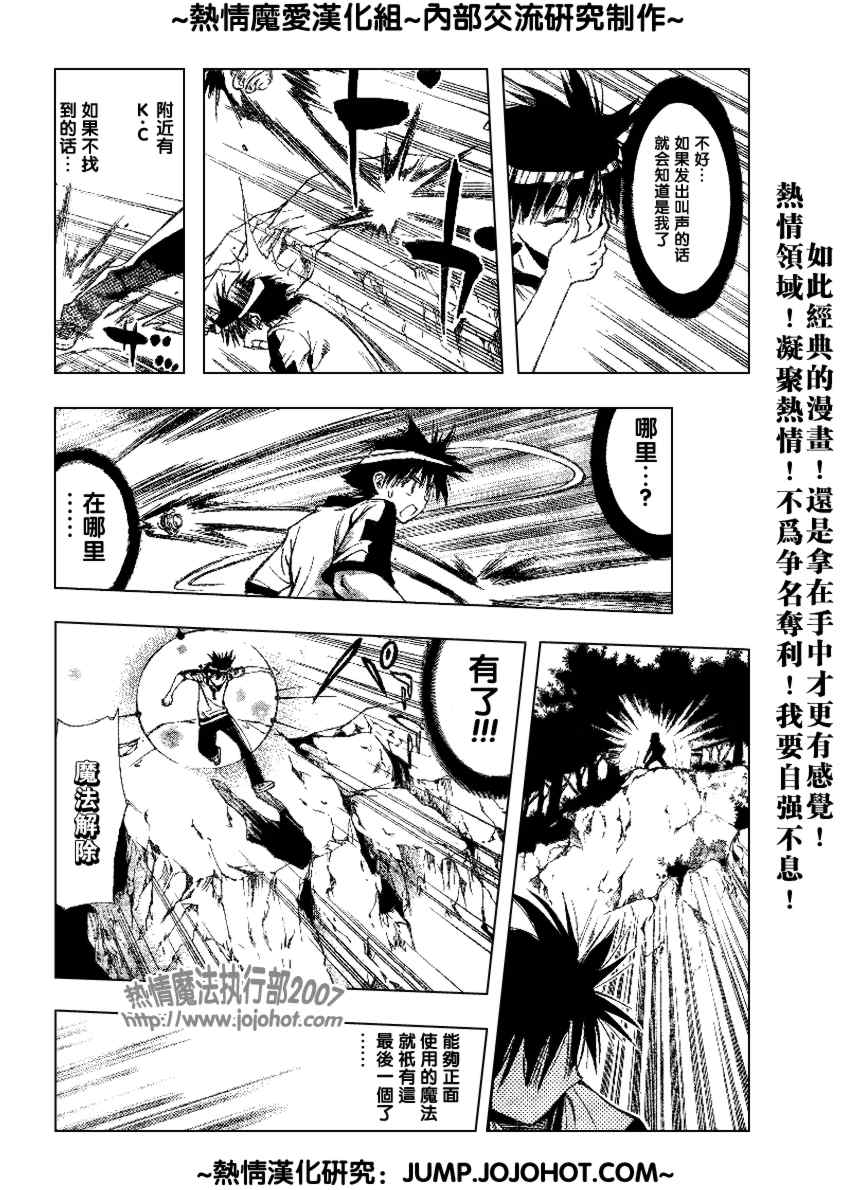 ~熱情魔愛漢化組~內部交流研究制作~
不好…
如果发出叫声的话
就会知道是我了
附近有
K.C
如果不找
到的话…
哪里…?
在哪里
……
有了!!!
魔法解除
能夠正面
使用的魔法
就衹有這
最後一個了
……
如此經典的漫畫！還是拿在手中才更有感覺！
熱情領域！凝聚熱情！不爲争名奪利！我要自强不息！
熱情魔法执行部2007
http://www.jojohot.com
~熱情漢化研究：JUMP.JOJOHOT.COM~